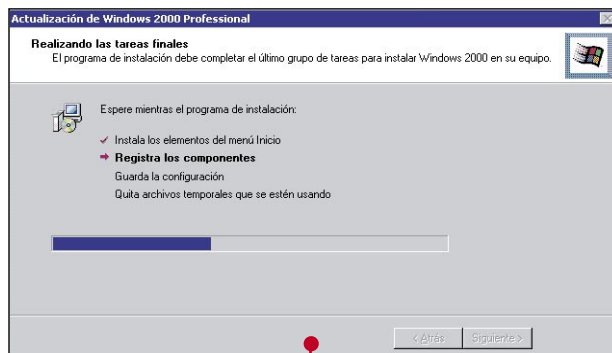 Actualización de Windows 2000 Professional
Realizando las tareas finales
El programa de instalación debe completar el último grupo de tareas para instalar Windows 2000 en su equipo.
Espere mientras el programa de instalación:
Instala los elementos del menú Inicio
Registra los componentes
Guarda la configuración
Quita archivos temporales que se estén usando
< Atrás
Siguiente >